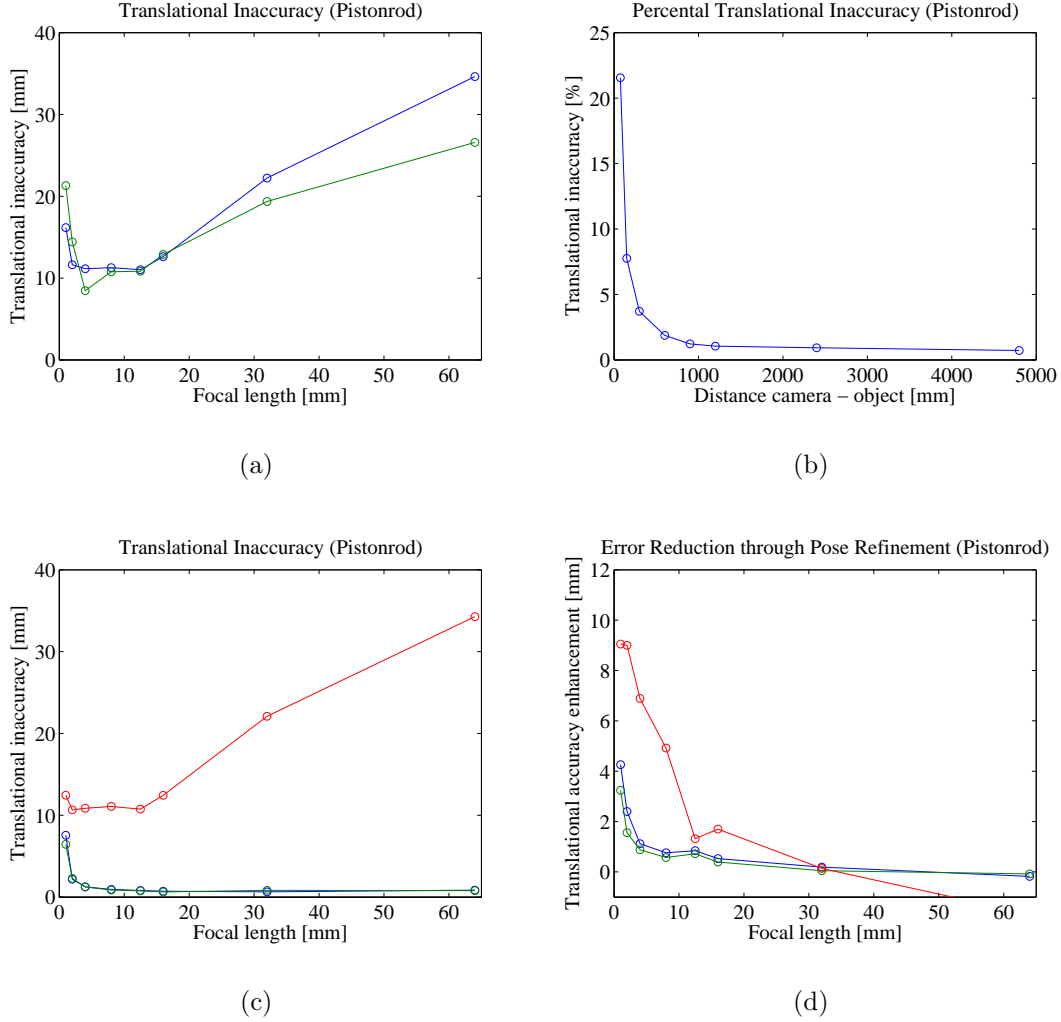 Translational Inaccuracy (Pistonrod)
40
30
20
10
0
Translational inaccuracy [mm]
0 10 20 30 40 50 60
Focal length [mm]
(a)
Percental Translational Inaccuracy (Pistonrod)
25
20
15
10
5
0
Translational inaccuracy [%]
0 1000 2000 3000 4000 5000
Distance camera – object [mm]
(b)
Translational Inaccuracy (Pistonrod)
40
30
20
10
0
Translational inaccuracy [mm]
0 10 20 30 40 50 60
Focal length [mm]
(c)
Error Reduction through Pose Refinement (Pistonrod)
12
10
8
6
4
2
0
Translational accuracy enhancement [mm]
0 10 20 30 40 50 60
Focal length [mm]
(d)